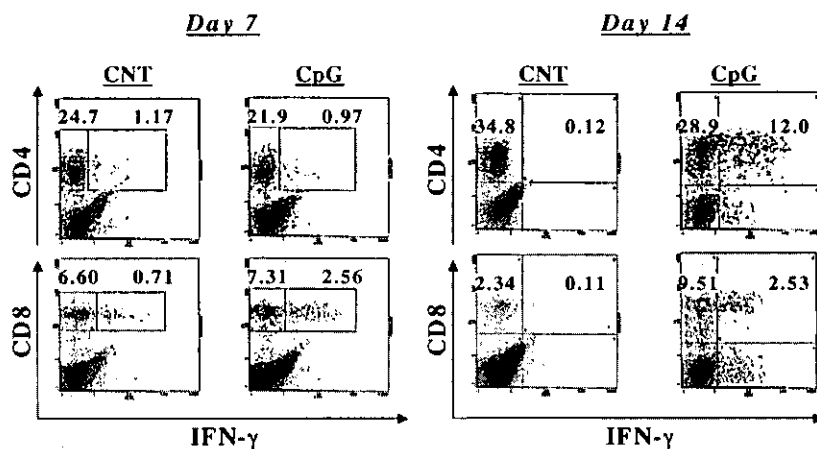 Day 7 Day 14
CNT CpG CNT CpG
24.7 1.17 21.9 0.97 34.8 0.12 28.9 12.0
CD4 CD4
6.60 0.71 7.31 2.56 2.34 0.11 9.51 2.53
CD8 CD8
IFN-γ IFN-γ